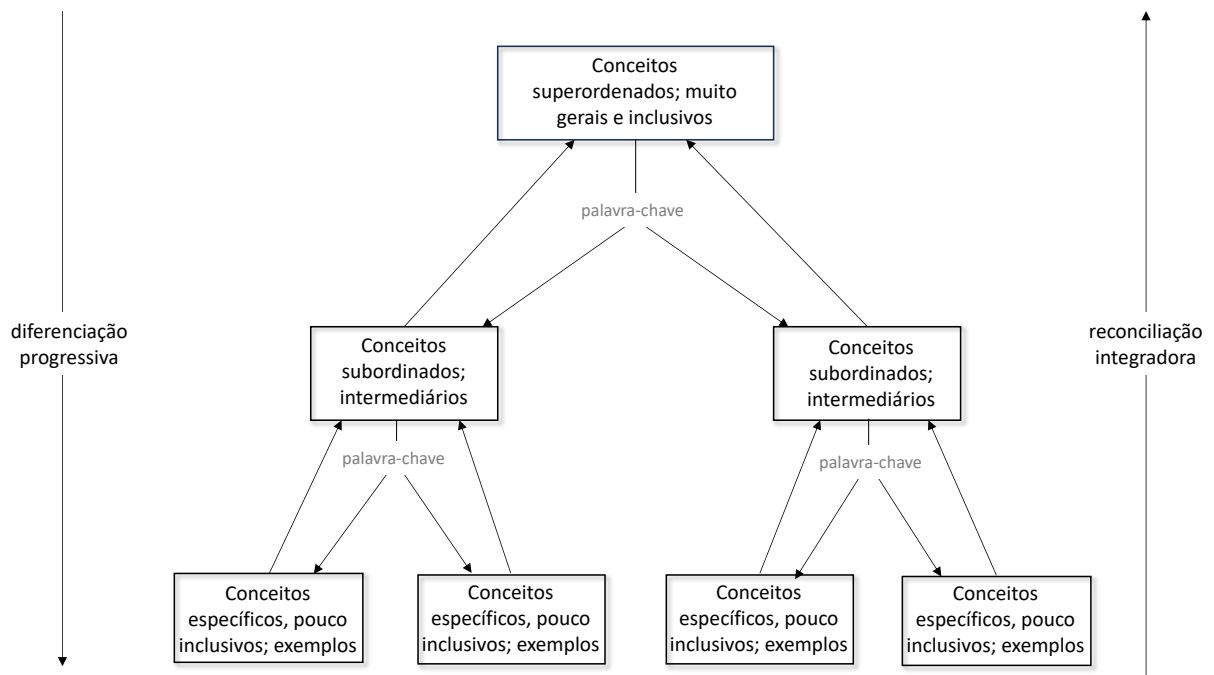 Conceitos
superordenados; muito
gerais e inclusivos
palavra-chave
diferenciação
progressiva
Conceitos
subordinados;
intermediários
Conceitos
subordinados;
intermediários
reconciliação
integradora
palavra-chave
palavra-chave
Conceitos
específicos, pouco
inclusivos; exemplos
Conceitos
específicos, pouco
inclusivos; exemplos
Conceitos
específicos, pouco
inclusivos; exemplos
Conceitos
específicos, pouco
inclusivos; exemplos